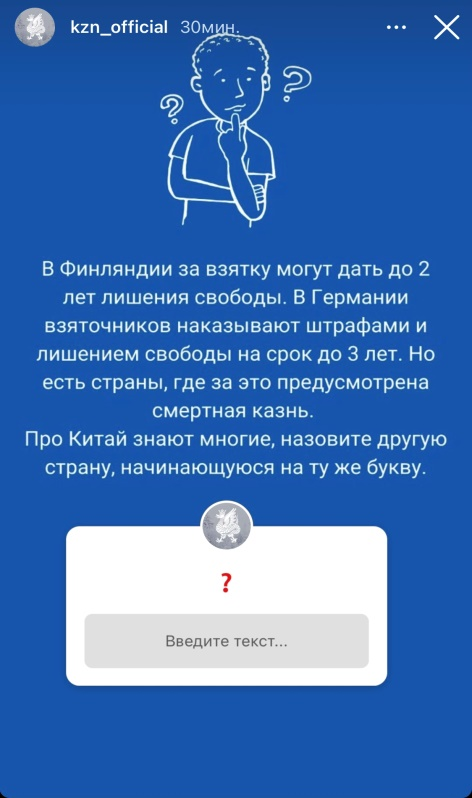 kzn_official 30мин.
? ?
В Финляндии за взятку могут дать до 2
лет лишения свободы. В Германии
взяточников наказывают штрафами и
лишением свободы на срок до 3 лет. Но
есть страны, где за это предусмотрена
смертная казнь.
Про Китай знают многие, назовите другую
страну, начинающуюся на ту же букву.
?
Введите текст...